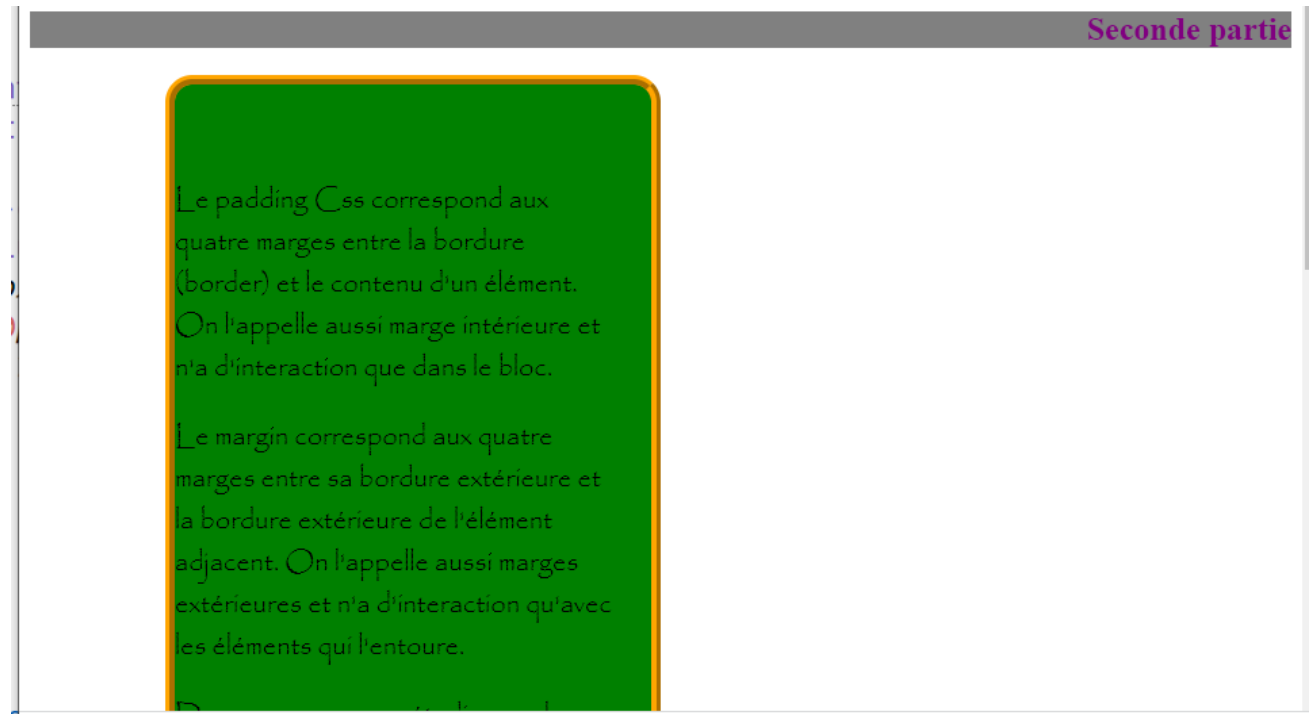 Seconde partie
Le padding Css correspond aux
quatre marges entre la bordure
(border) et le contenu d'un élément.
On l'appelle aussi marge intérieure et
n'a d'interaction que dans le bloc.
Le margin correspond aux quatre
marges entre sa bordure extérieure et
la bordure extérieure de l'élément
adjacent. On l'appelle aussi marges
extérieures et n'a d'interaction qu'avec
les éléments qui l'entoure.